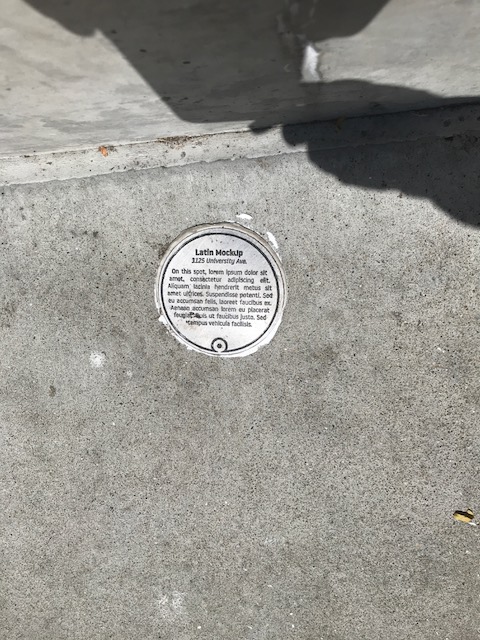 Latin MockUp
1125 University Ave.
On this spot, lorem ipsum dolor sit
amet, consectetur adipiscing elit.
Aliquam lacinia hendrerit metus sit
amet ultrices. Suspendisse potenti. Sed
eu accumsan felis, laoreet faucibus ex.
Aenean accumsan lorem eu placerat
quis ut faucibus justo. Sed
tempus vehicula facilisis.